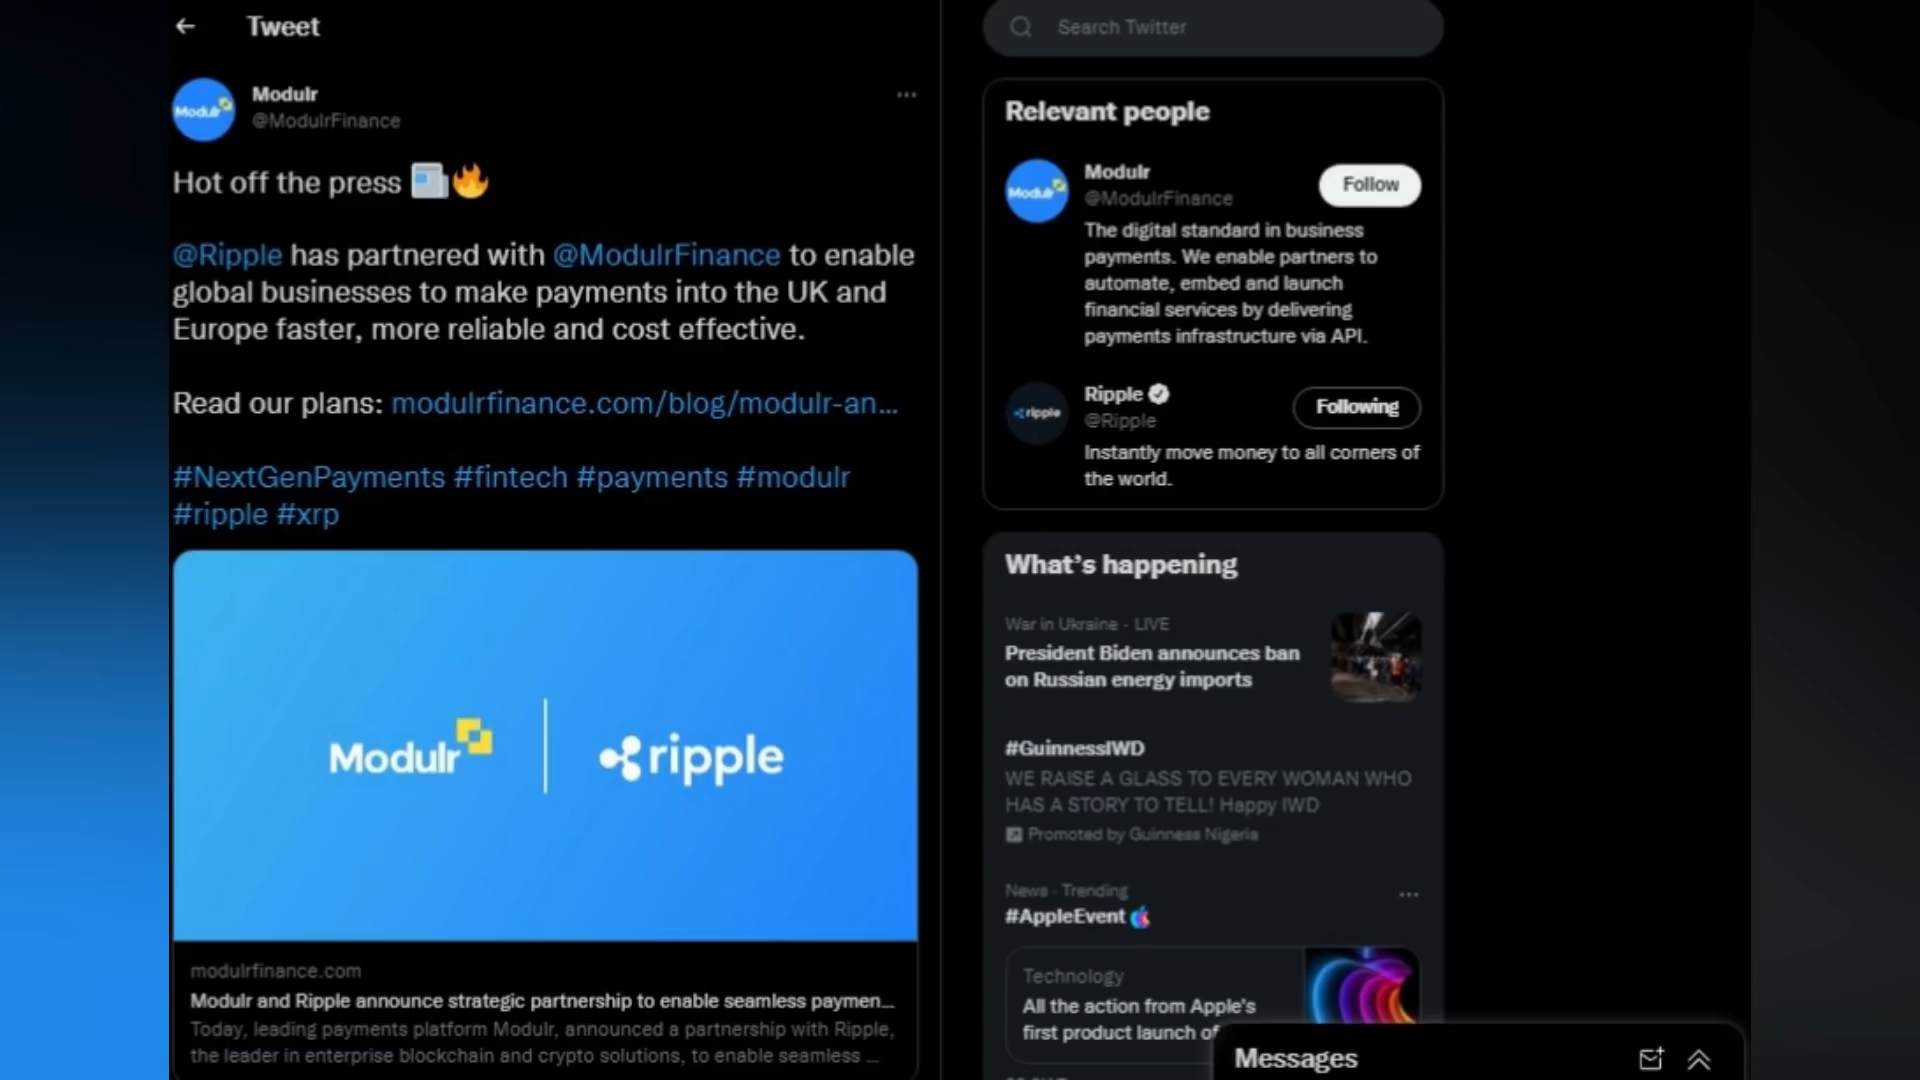 Tweet
Modulr
Modulr
@ModulrFinance
Hot off the press
@Ripple has partnered with @ModulrFinance to enable
global businesses to make payments into the UK and
Europe faster, more reliable and cost effective.
Read our plans: modulrfinance.com/blog/modulr-an...
#NextGenPayments #fintech #payments #modulr
#ripple #xrp
Modulr
ripple
modulrfinance.com
Modulr and Ripple announce strategic partnership to enable seamless paymen...
Today, leading payments platform Modulr, announced a partnership with Ripple,
the leader in enterprise blockchain and crypto solutions, to enable seamless ...
Search Twitter
Relevant people
Modulr
Modulr
@ModulrFinance
Follow
The digital standard in business
payments. We enable partners to
automate, embed and launch
financial services by delivering
payments infrastructure via API.
ripple
Ripple
@Ripple
Following
Instantly move money to all corners of
the world.
What's happening
War in Ukraine · LIVE
President Biden announces ban
on Russian energy imports
#GuinnessIWD
WE RAISE A GLASS TO EVERY WOMAN WHO
HAS A STORY TO TELL! Happy IWD
Promoted by Guinness Nigeria
News · Trending
#AppleEvent
Technology
All the action from Apple's
first product launch of
Messages